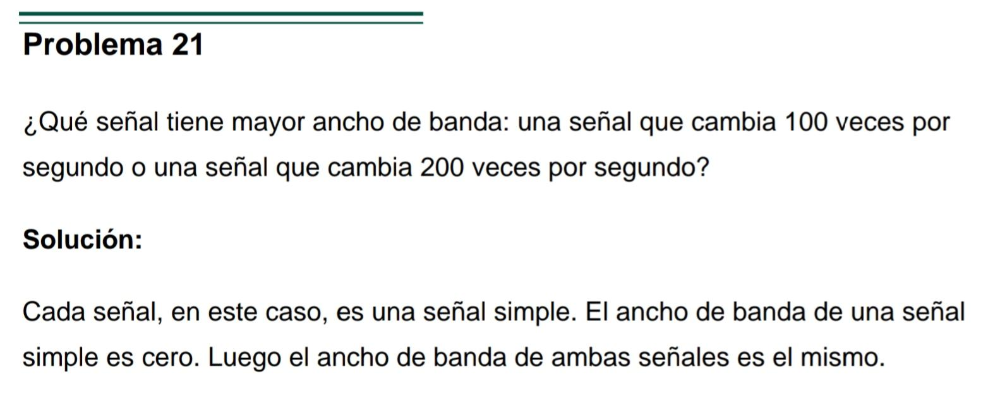 Problema 21
¿Qué señal tiene mayor ancho de banda: una señal que cambia 100 veces por
segundo o una señal que cambia 200 veces por segundo?
Solución:
Cada señal, en este caso, es una señal simple. El ancho de banda de una señal
simple es cero. Luego el ancho de banda de ambas señales es el mismo.